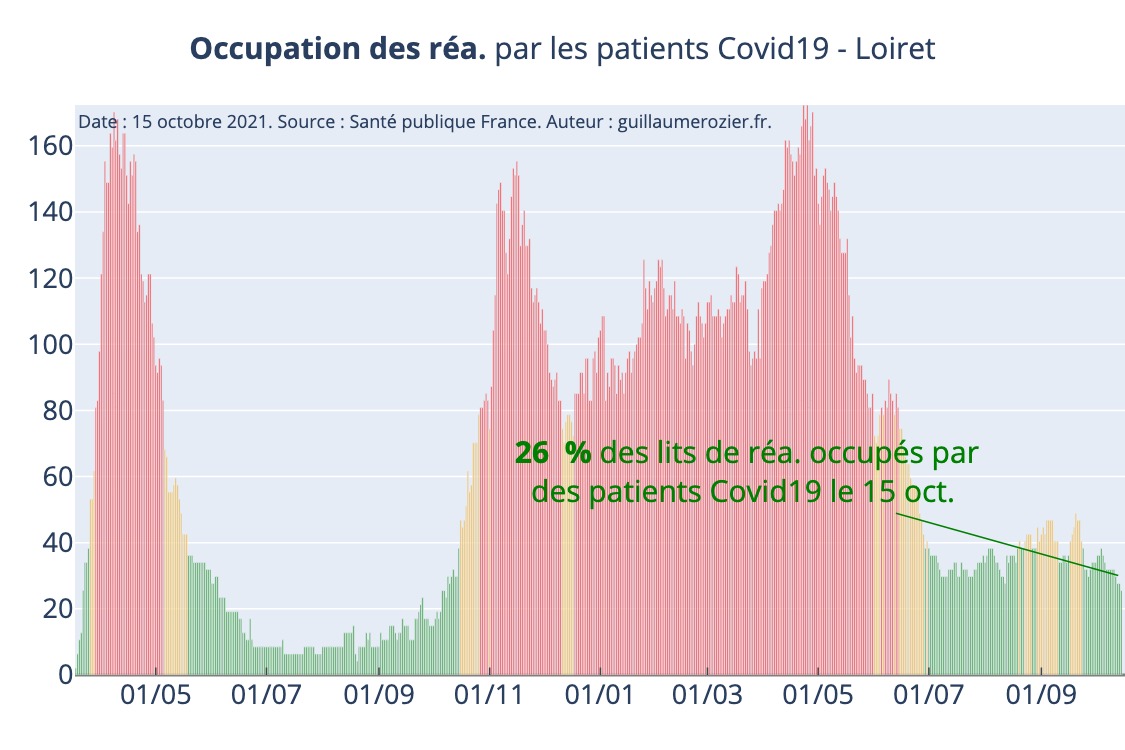 Occupation des réa. par les patients Covid19 - Loiret
Date : 15 octobre 2021. Source : Santé publique France. Auteur : guillaumerozier.fr.
160
140
120
100
80
60
40
20
0
26 % des lits de réa. occupés par
des patients Covid19 le 15 oct.
01/05 01/07 01/09 01/11 01/01 01/03 01/05 01/07 01/09